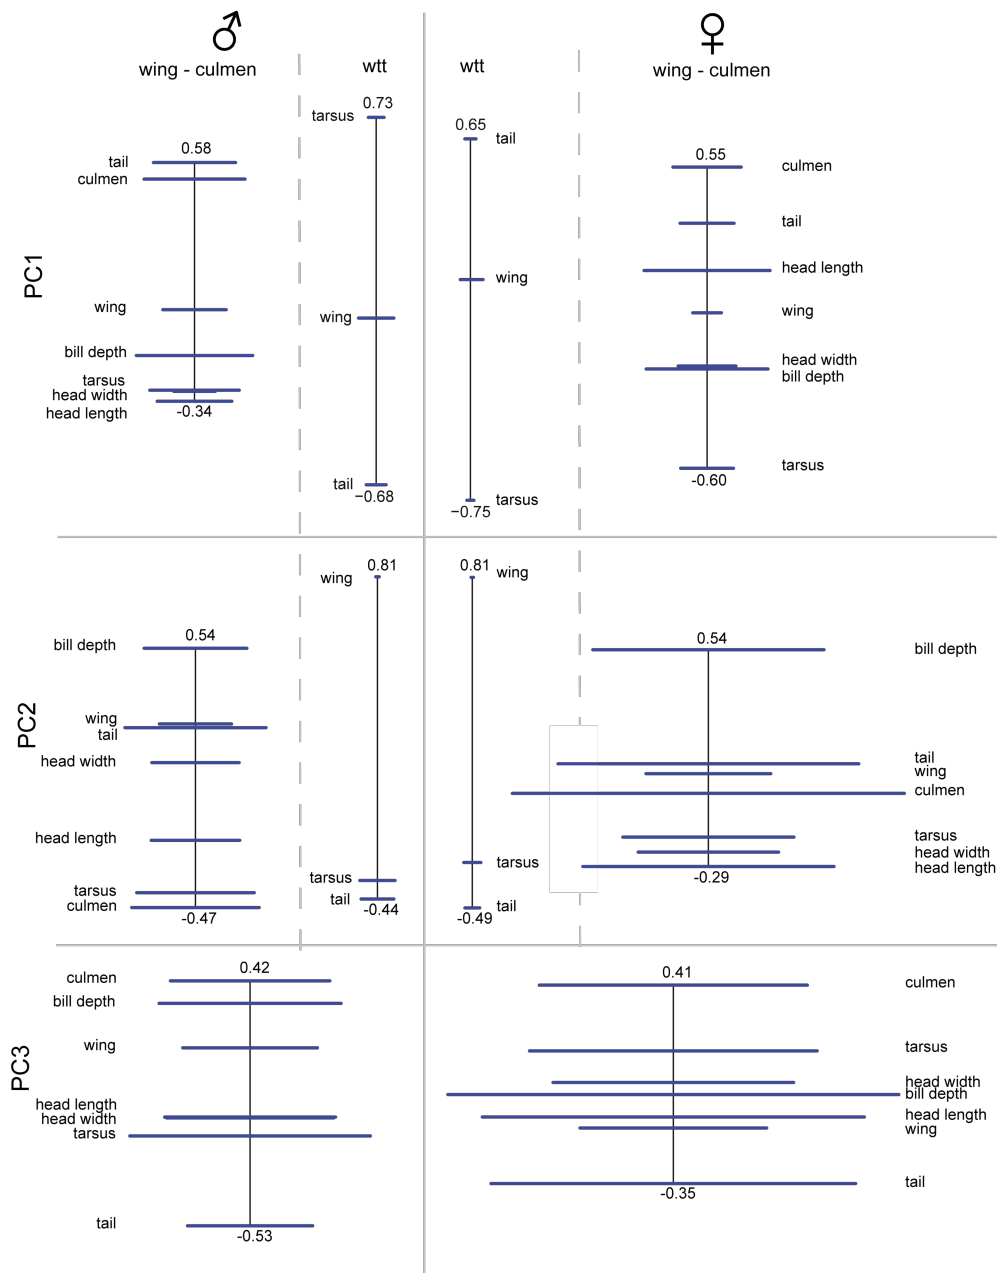 ♂
♀
wing - culmen
wtt
wtt
wing - culmen
PC1
0.58
tail
culmen
wing
bill depth
tarsus
head width
head length
-0.34
0.73
tarsus
wing
tail
−0.68
0.65
tail
wing
tarsus
−0.75
0.55
culmen
tail
head length
wing
head width
bill depth
tarsus
-0.60
PC2
0.54
bill depth
wing
tail
head width
head length
tarsus
culmen
-0.47
0.81
wing
tarsus
tail
-0.44
0.81
wing
tarsus
tail
-0.49
0.54
bill depth
tail
wing
culmen
tarsus
head width
head length
-0.29
PC3
0.42
culmen
bill depth
wing
head length
head width
tarsus
tail
-0.53
0.41
culmen
tarsus
head width
bill depth
head length
wing
tail
-0.35